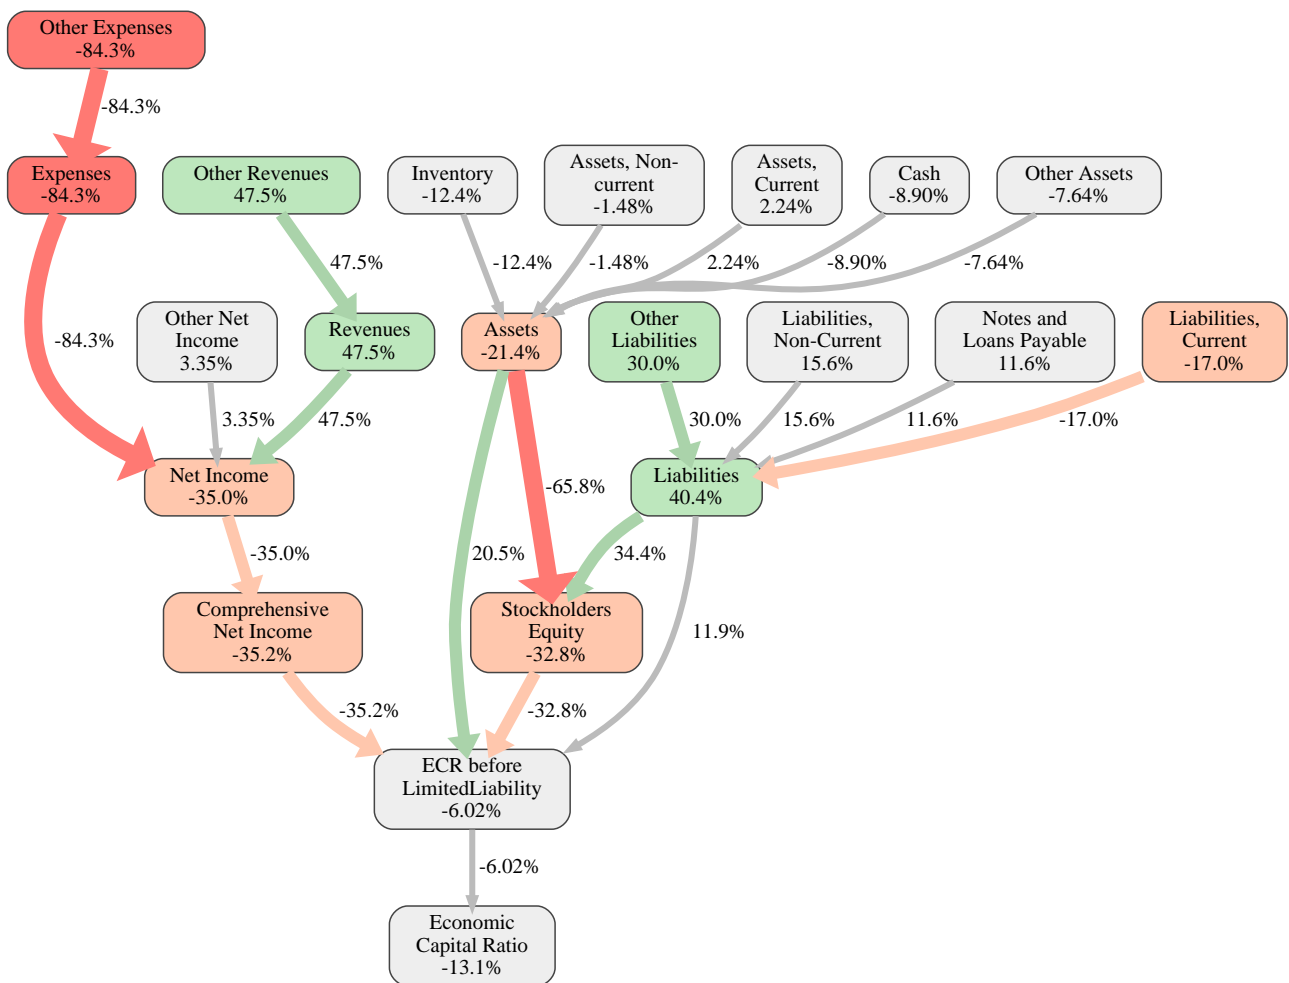 Other Expenses
-84.3%
-84.3%
Expenses
-84.3%
Other Revenues
47.5%
Inventory
-12.4%
Assets, Non-
current
-1.48%
Assets,
Current
2.24%
Cash
-8.90%
Other Assets
-7.64%
47.5%
-12.4%
-1.48%
2.24%
-8.90%
-7.64%
-84.3%
Other Net
Income
3.35%
Revenues
47.5%
Assets
-21.4%
Other
Liabilities
30.0%
Liabilities,
Non-Current
15.6%
Notes and
Loans Payable
11.6%
Liabilities,
Current
-17.0%
3.35%
47.5%
30.0%
15.6%
11.6%
-17.0%
Net Income
-35.0%
-65.8%
Liabilities
40.4%
-35.0%
20.5%
34.4%
Comprehensive
Net Income
-35.2%
Stockholders
Equity
-32.8%
11.9%
-35.2%
-32.8%
ECR before
LimitedLiability
-6.02%
-6.02%
Economic
Capital Ratio
-13.1%